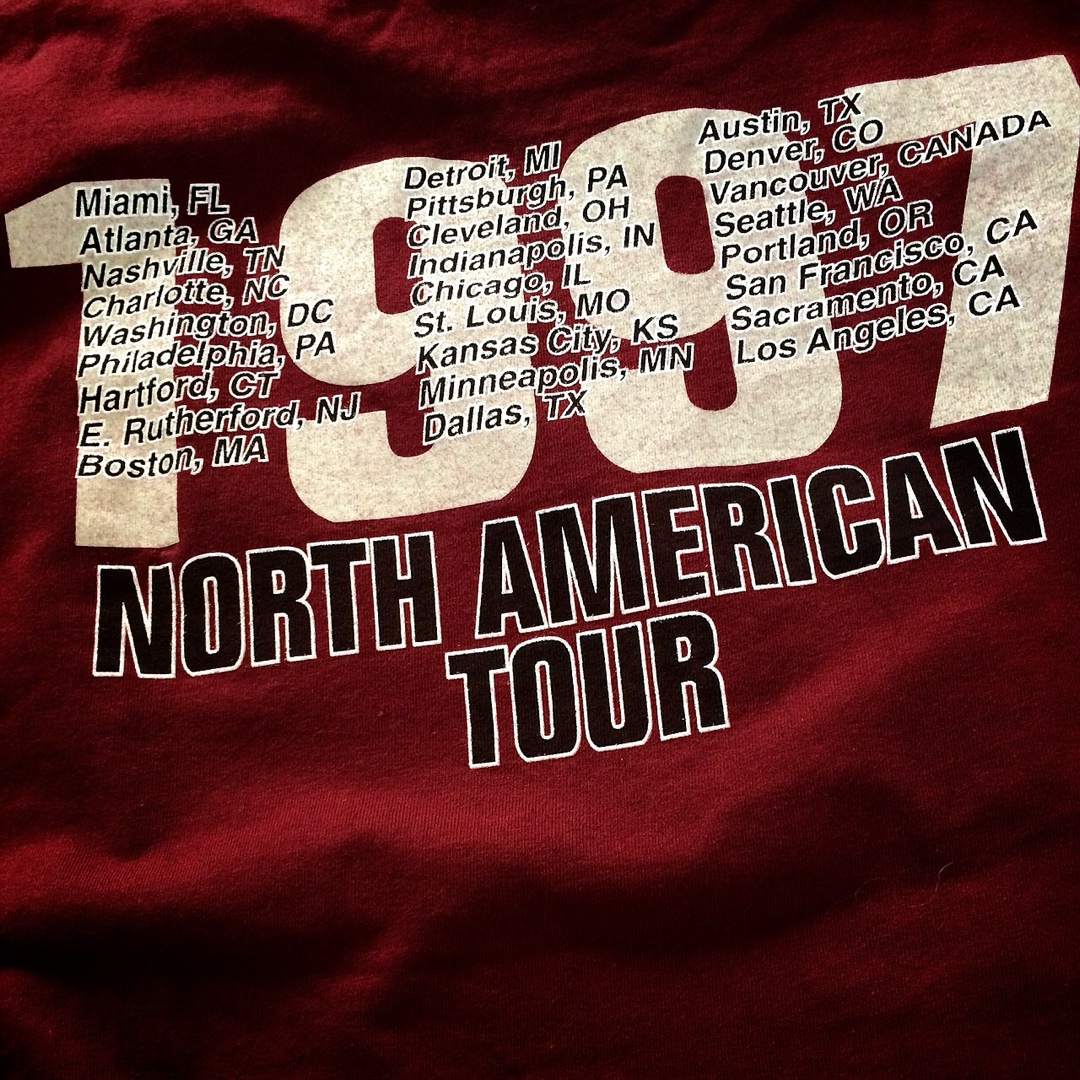 1997
Miami, FL
Atlanta, GA
Nashville, TN
Charlotte, NC
Washington, DC
Philadelphia, PA
Hartford, CT
E. Rutherford, NJ
Boston, MA
Detroit, MI
Pittsburgh, PA
Cleveland, OH
Indianapolis, IN
Chicago, IL
St. Louis, MO
Kansas City, KS
Minneapolis, MN
Dallas, TX
Austin, TX
Denver, CO
Vancouver, CANADA
Seattle, WA
Portland, OR
San Francisco, CA
Sacramento, CA
Los Angeles, CA
NORTH AMERICAN
TOUR